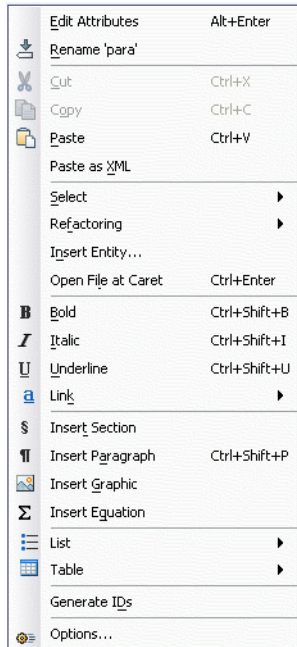 Edit Attributes Alt+Enter
Rename 'para'
Cut Ctrl+X
Copy Ctrl+C
Paste Ctrl+V
Paste as XML
Select
Refactoring
Insert Entity...
Open File at Caret Ctrl+Enter
B Bold Ctrl+Shift+B
I Italic Ctrl+Shift+I
U Underline Ctrl+Shift+U
a Link
§ Insert Section
¶ Insert Paragraph Ctrl+Shift+P
Insert Graphic
Σ Insert Equation
List
Table
Generate IDs
Options...